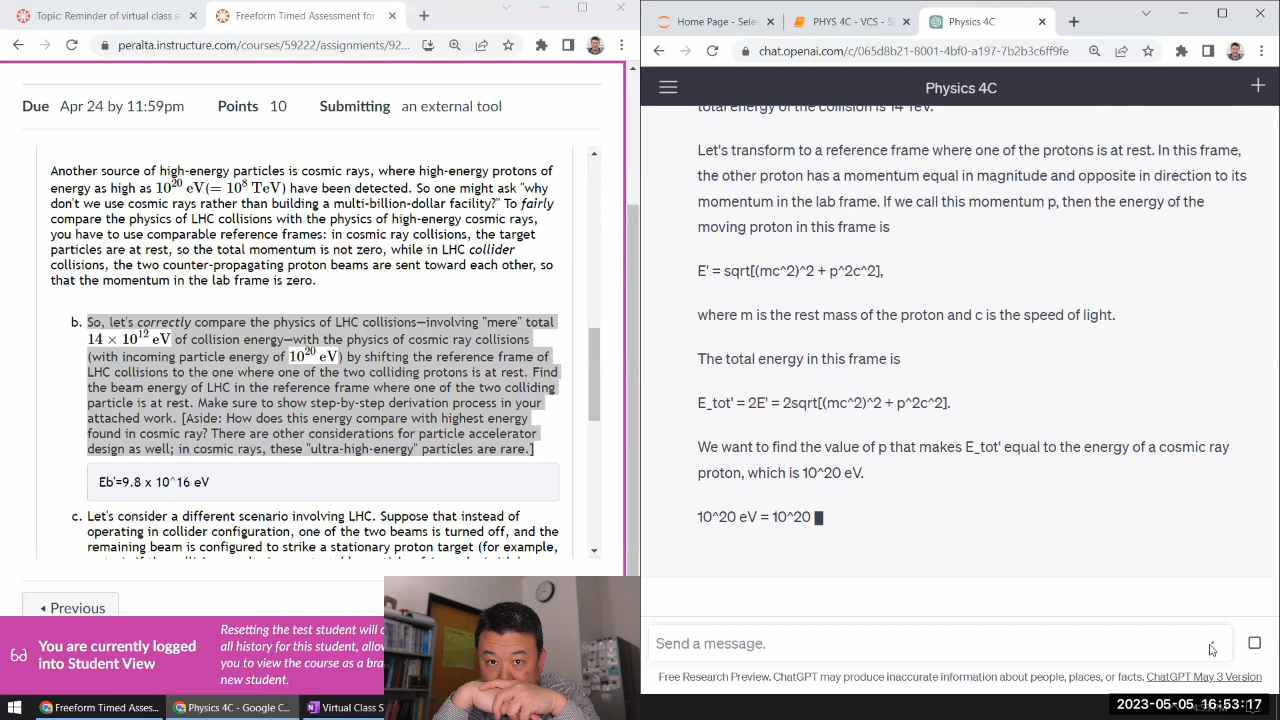 Topic: Reminder of virtual class s
Freeform Timed Assessment for
peralta.instructure.com/courses/59222/assignments/92...
Due Apr 24 by 11:59pm Points 10 Submitting an external tool
Another source of high-energy particles is cosmic rays, where high-energy protons of
energy as high as 10^20 eV(= 10^8 TeV) have been detected. So one might ask "why
don't we use cosmic rays rather than building a multi-billion-dollar facility?" To fairly
compare the physics of LHC collisions with the physics of high-energy cosmic rays,
you have to use comparable reference frames: in cosmic ray collisions, the target
particles are at rest, so the total momentum is not zero, while in LHC collider
collisions, the two counter-propagating proton beams are sent toward each other, so
that the momentum in the lab frame is zero.
b. So, let's correctly compare the physics of LHC collisions—involving "mere" total
14 × 10^12 eV of collision energy—with the physics of cosmic ray collisions
(with incoming particle energy of 10^20 eV) by shifting the reference frame of
LHC collisions to the one where one of the two colliding protons is at rest. Find
the beam energy of LHC in the reference frame where one of the two colliding
particle is at rest. Make sure to show step-by-step derivation process in your
attached work. [Aside: How does this energy compare with highest energy
found in cosmic ray? There are other considerations for particle accelerator
design as well; in cosmic rays, these "ultra-high-energy" particles are rare.]
Eb'=9.8 x 10^16 eV
c. Let's consider a different scenario involving LHC. Suppose that instead of
operating in collider configuration, one of the two beams is turned off, and the
remaining beam is configured to strike a stationary proton target (for example,
Previous
You are currently logged
into Student View
Resetting the test student will c
all history for this student, allow
you to view the course as a bra
new student.
Freeform Timed Asses...
Physics 4C - Google C...
Virtual Class S
Home Page - Sele
PHYS 4C - VCS - S
Physics 4C
chat.openai.com/c/065d8b21-8001-4bf0-a197-7b2b3c6ff9fe
Physics 4C
total energy of the collision is 14 TeV.
Let's transform to a reference frame where one of the protons is at rest. In this frame,
the other proton has a momentum equal in magnitude and opposite in direction to its
momentum in the lab frame. If we call this momentum p, then the energy of the
moving proton in this frame is
E' = sqrt[(mc^2)^2 + p^2c^2],
where m is the rest mass of the proton and c is the speed of light.
The total energy in this frame is
E_tot' = 2E' = 2sqrt[(mc^2)^2 + p^2c^2].
We want to find the value of p that makes E_tot' equal to the energy of a cosmic ray
proton, which is 10^20 eV.
10^20 eV = 10^20
Send a message.
Free Research Preview. ChatGPT may produce inaccurate information about people, places, or facts. ChatGPT May 3 Version
2023-05-05 16:53:17